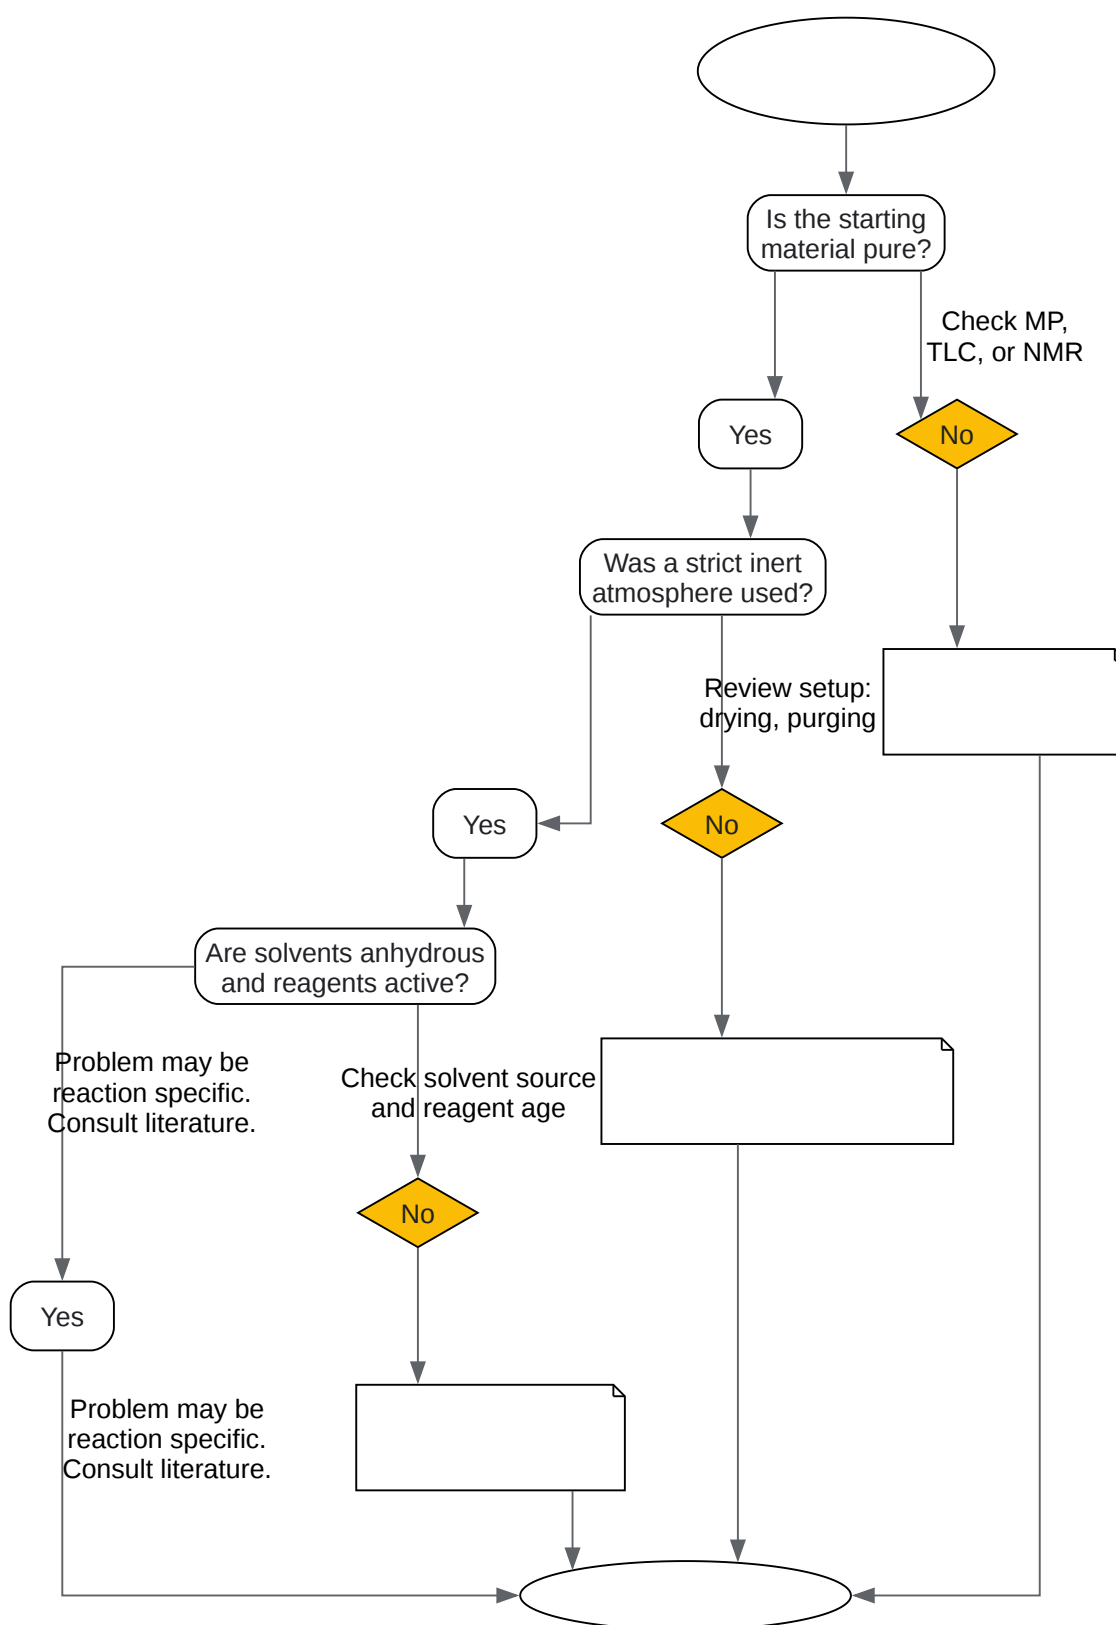 Is the starting
material pure?
Check MP,
TLC, or NMR
Yes
No
Was a strict inert
atmosphere used?
Review setup:
drying, purging
Yes
No
Are solvents anhydrous
and reagents active?
Problem may be
reaction specific.
Consult literature.
Check solvent source
and reagent age
No
Yes
Problem may be
reaction specific.
Consult literature.